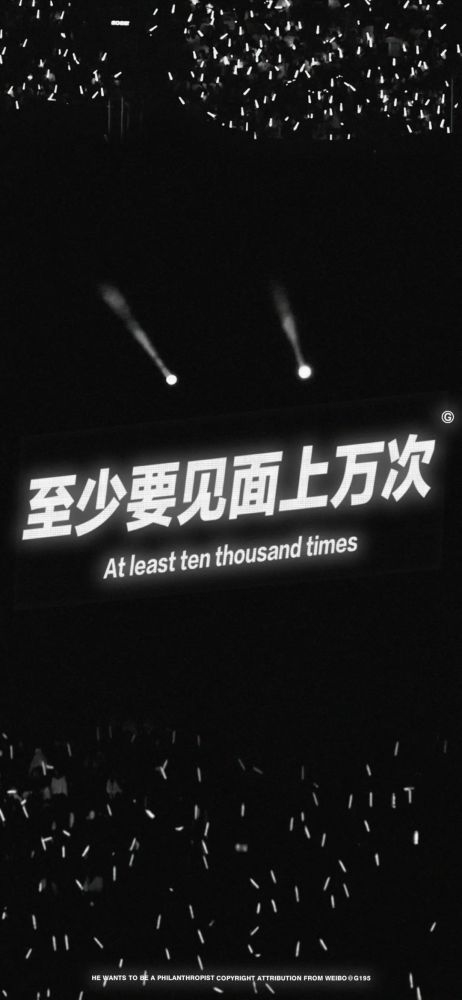 Ⓖ
至少要见面上万次
At least ten thousand times
HE WANTS TO BE A PHILANTHROPIST COPYRIGHT ATTRIBUTION FROM WEIBO©G195